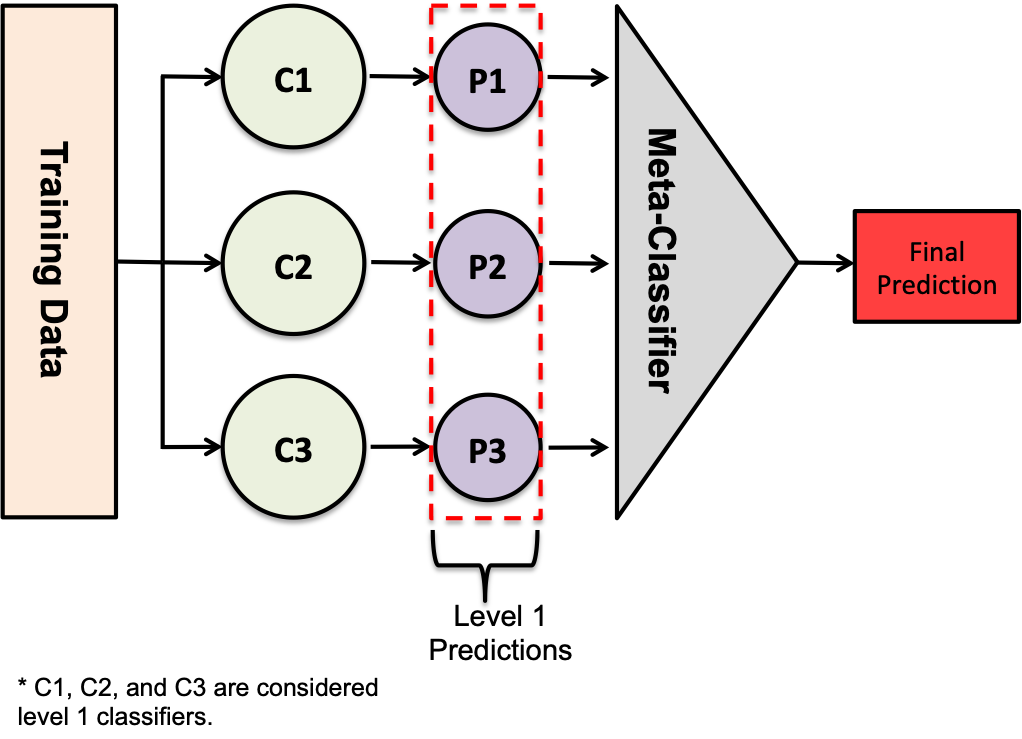 Training Data
C1
C2
C3
P1
P2
P3
Meta-Classifier
Final
Prediction
Level 1
Predictions
* C1, C2, and C3 are considered
level 1 classifiers.